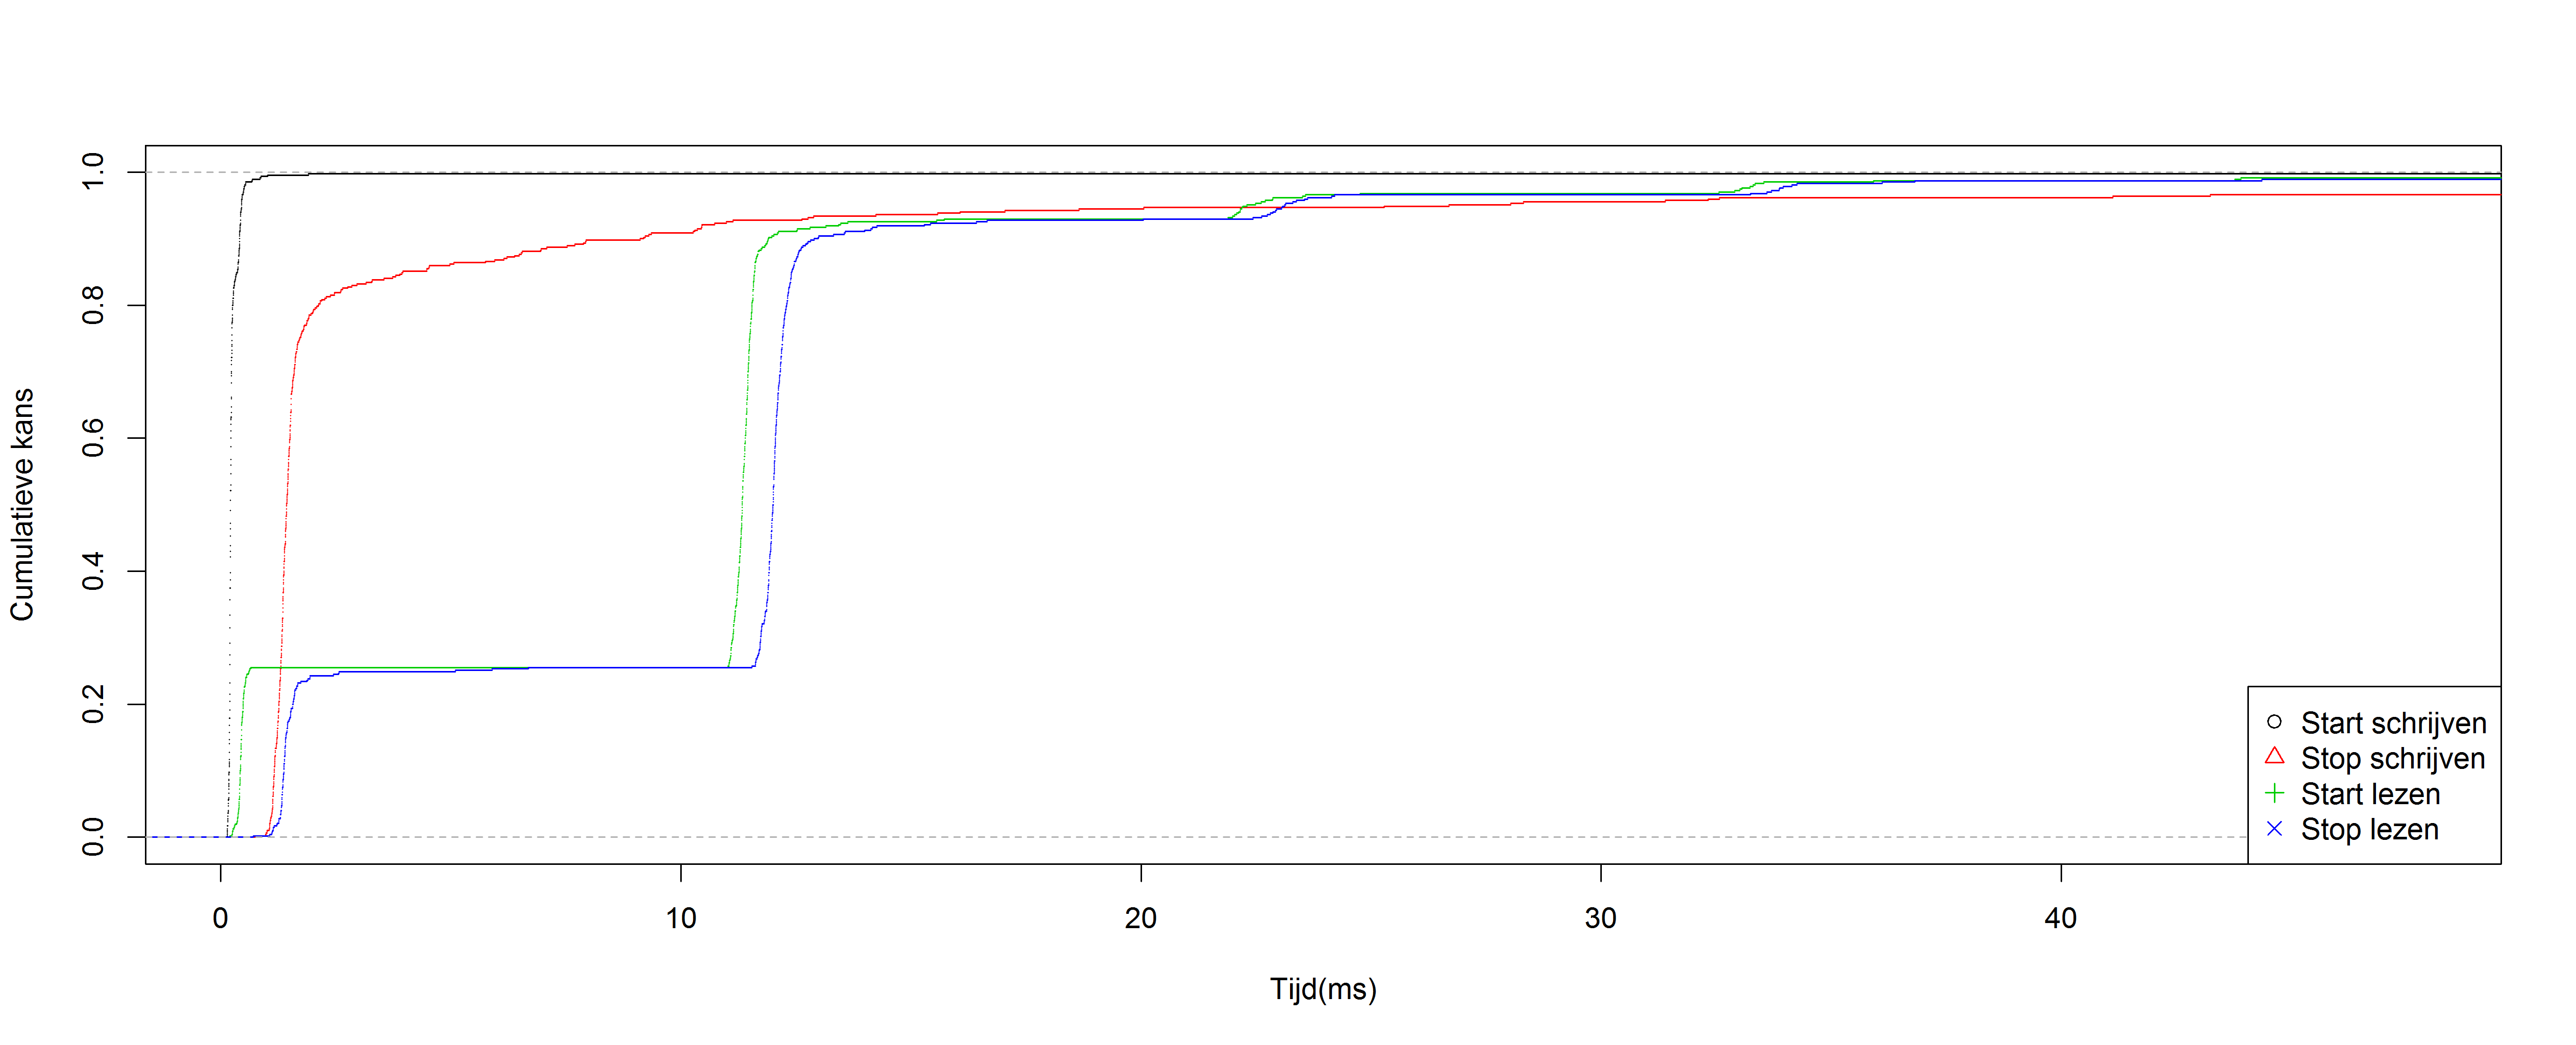 1.0
0.8
0.6
0.4
0.2
0.0
Cumulatieve kans
0 10 20 30 40
Tijd(ms)
Start schrijven
Stop schrijven
Start lezen
Stop lezen